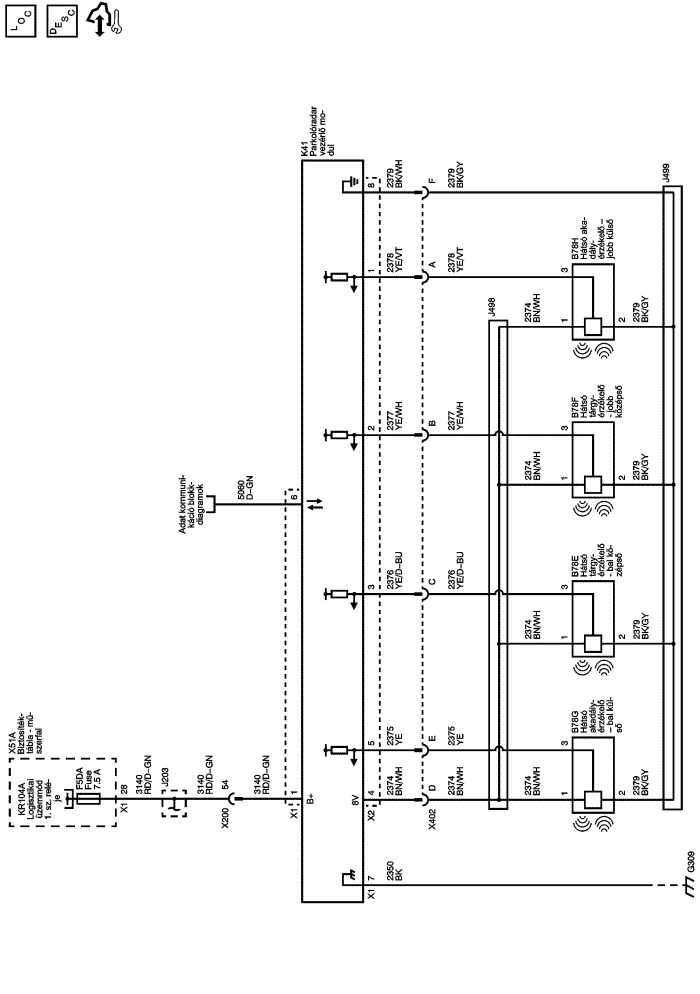 LOC
DESC
X51A
Biztosíték-
tábla - mű-
szerfal
KR104A
Logisztikai
üzemmód
1. sz. relé-
je
F5DA
Fuse
7.5 A
28
X1
3140
RD/D-GN
J203
3140
RD/D-GN
54
X200
3140
RD/D-GN
1
X1
B+
Adat kommuni-
káció blokk-
diagramok
5060
D-GN
6
K41
Parkolóradar
vezérlő mo-
dul
8V
7
X1
2350
BK
G309
4
X2
2374
BN/WH
D
X402
2374
BN/WH
5
2375
YE
E
2375
YE
3
2376
YE/D-BU
C
2376
YE/D-BU
2
2377
YE/WH
B
2377
YE/WH
1
2378
YE/VT
A
2378
YE/VT
8
2379
BK/WH
F
2379
BK/GY
J498
J499
B78G
Hátsó
akadály-
érzékelő
- bal kül-
ső
3
1
2
2379
BK/GY
2374
BN/WH
B78E
Hátsó
tárgy-
érzékelő
- bal kö-
zépső
3
1
2
2379
BK/GY
2374
BN/WH
B78F
Hátsó
tárgy-
érzékelő
- jobb
középső
3
1
2
2379
BK/GY
2374
BN/WH
B78H
Hátsó aka-
dály-
érzékelő –
jobb külső
3
1
2
2379
BK/GY